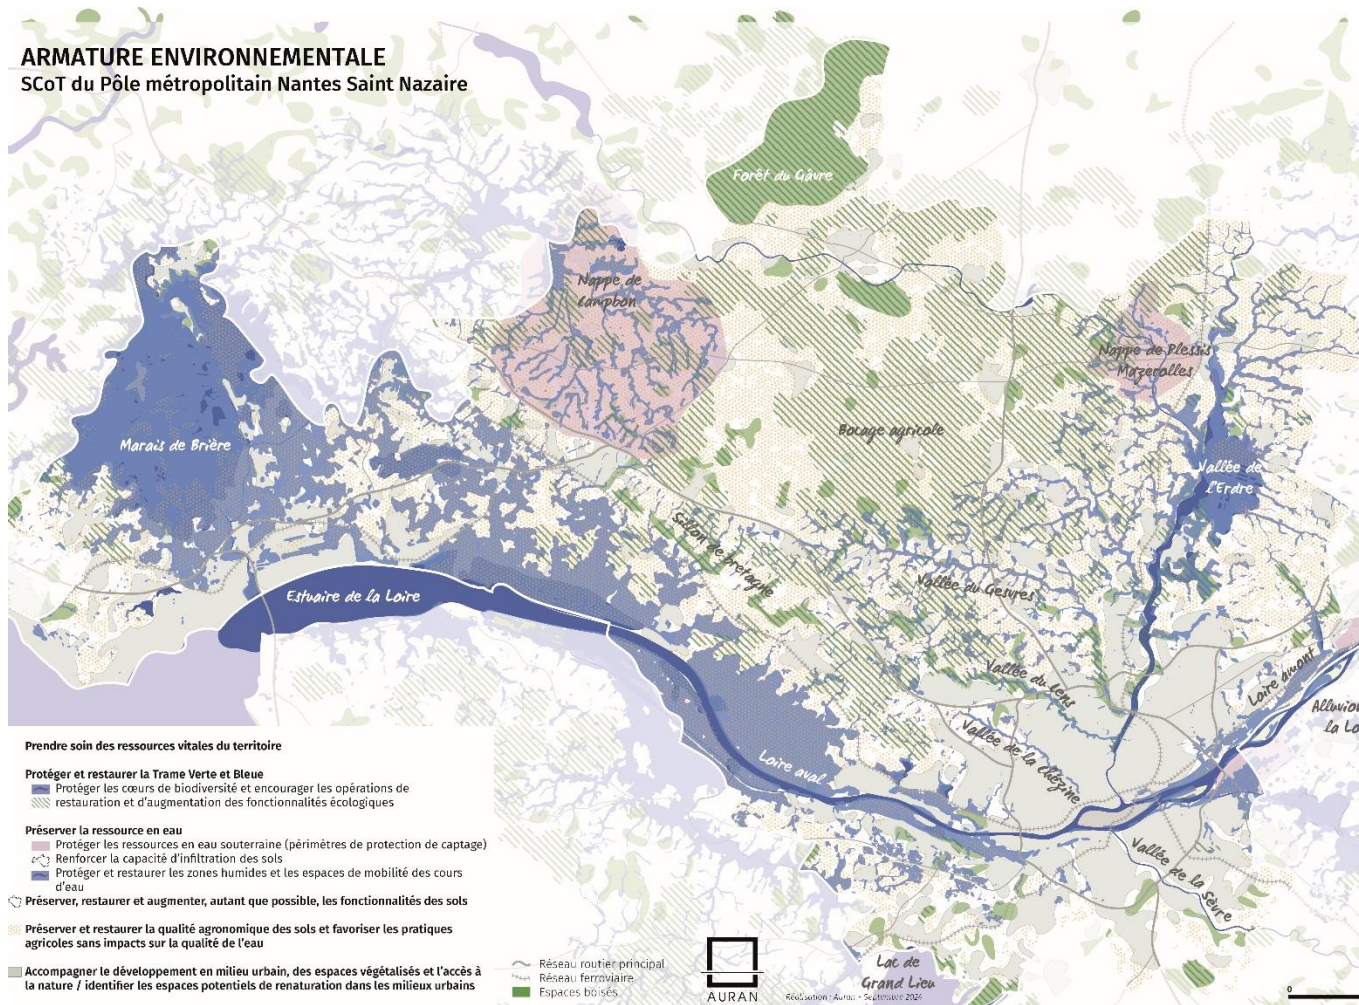 ARMATURE ENVIRONNEMENTALE
SCoT du Pôle métropolitain Nantes Saint Nazaire
Forêt du Gâvre
Nappe de
Campbon
Nappe de Plessis
Mazerolles
Marais de Brière
Bocage agricole
Vallée de
l'Erdre
Sillon de bretagne
Vallée du Gesvres
Estuaire de la Loire
Vallée du Cens
Loire amont
Alluvion
la Lo
Vallée de la Chézine
Loire aval
Vallée de la Sèvre
Lac de
Grand Lieu
Prendre soin des ressources vitales du territoire
Protéger et restaurer la Trame Verte et Bleue
Protéger les cœurs de biodiversité et encourager les opérations de
restauration et d'augmentation des fonctionnalités écologiques
Préserver la ressource en eau
Protéger les ressources en eau souterraine (périmètres de protection de captage)
Renforcer la capacité d'infiltration des sols
Protéger et restaurer les zones humides et les espaces de mobilité des cours
d'eau
Préserver, restaurer et augmenter, autant que possible, les fonctionnalités des sols
Préserver et restaurer la qualité agronomique des sols et favoriser les pratiques
agricoles sans impacts sur la qualité de l'eau
Accompagner le développement en milieu urbain, des espaces végétalisés et l'accès à
la nature / identifier les espaces potentiels de renaturation dans les milieux urbains
Réseau routier principal
Réseau ferroviaire
Espaces boisés
AURAN
Réalisation : Auran - Septembre 2024
0